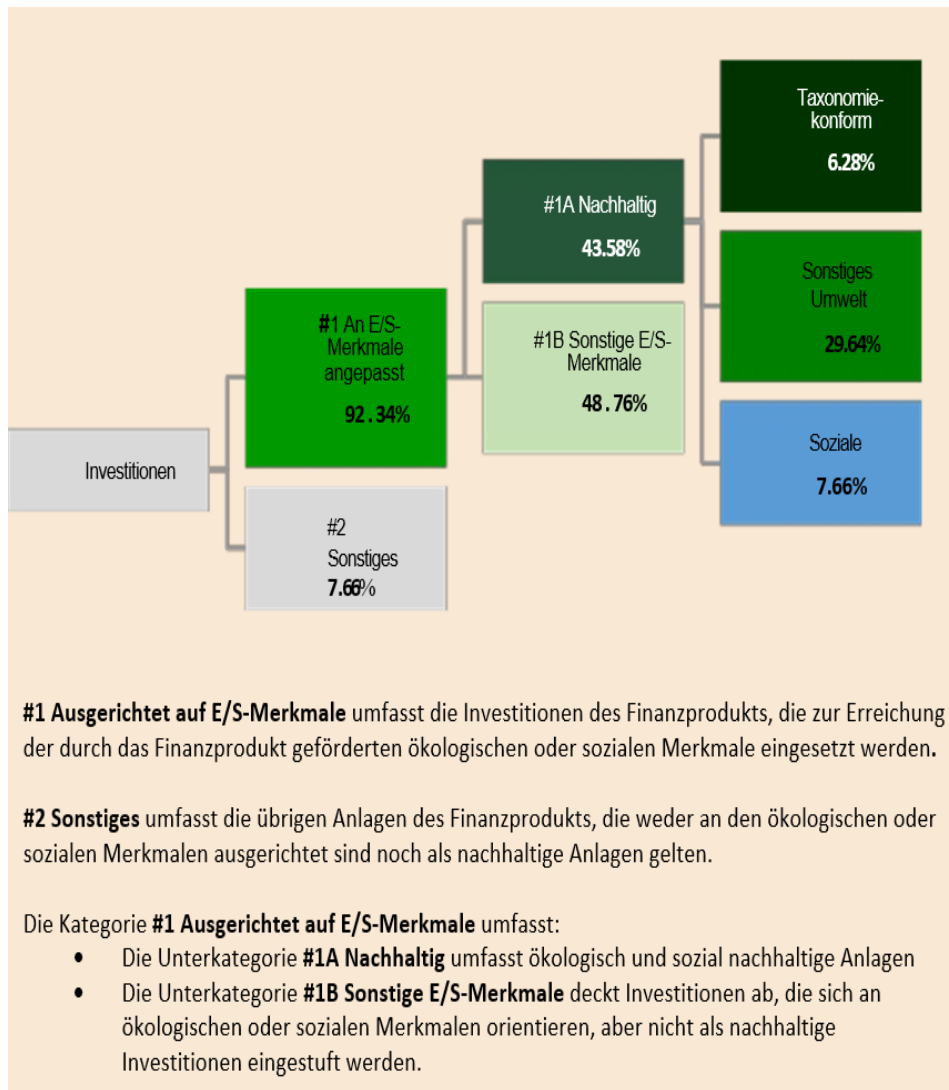 Investitionen
#1 An E/S-
Merkmale
angepasst
92.34%
#2
Sonstiges
7.66%
#1A Nachhaltig
43.58%
#1B Sonstige E/S-
Merkmale
48.76%
Taxonomie-
konform
6.28%
Sonstiges
Umwelt
29.64%
Soziale
7.66%
#1 Ausgerichtet auf E/S-Merkmale umfasst die Investitionen des Finanzprodukts, die zur Erreichung
der durch das Finanzprodukt geförderten ökologischen oder sozialen Merkmale eingesetzt werden.
#2 Sonstiges umfasst die übrigen Anlagen des Finanzprodukts, die weder an den ökologischen oder
sozialen Merkmalen ausgerichtet sind noch als nachhaltige Anlagen gelten.
Die Kategorie #1 Ausgerichtet auf E/S-Merkmale umfasst:
• Die Unterkategorie #1A Nachhaltig umfasst ökologisch und sozial nachhaltige Anlagen
• Die Unterkategorie #1B Sonstige E/S-Merkmale deckt Investitionen ab, die sich an
ökologischen oder sozialen Merkmalen orientieren, aber nicht als nachhaltige
Investitionen eingestuft werden.